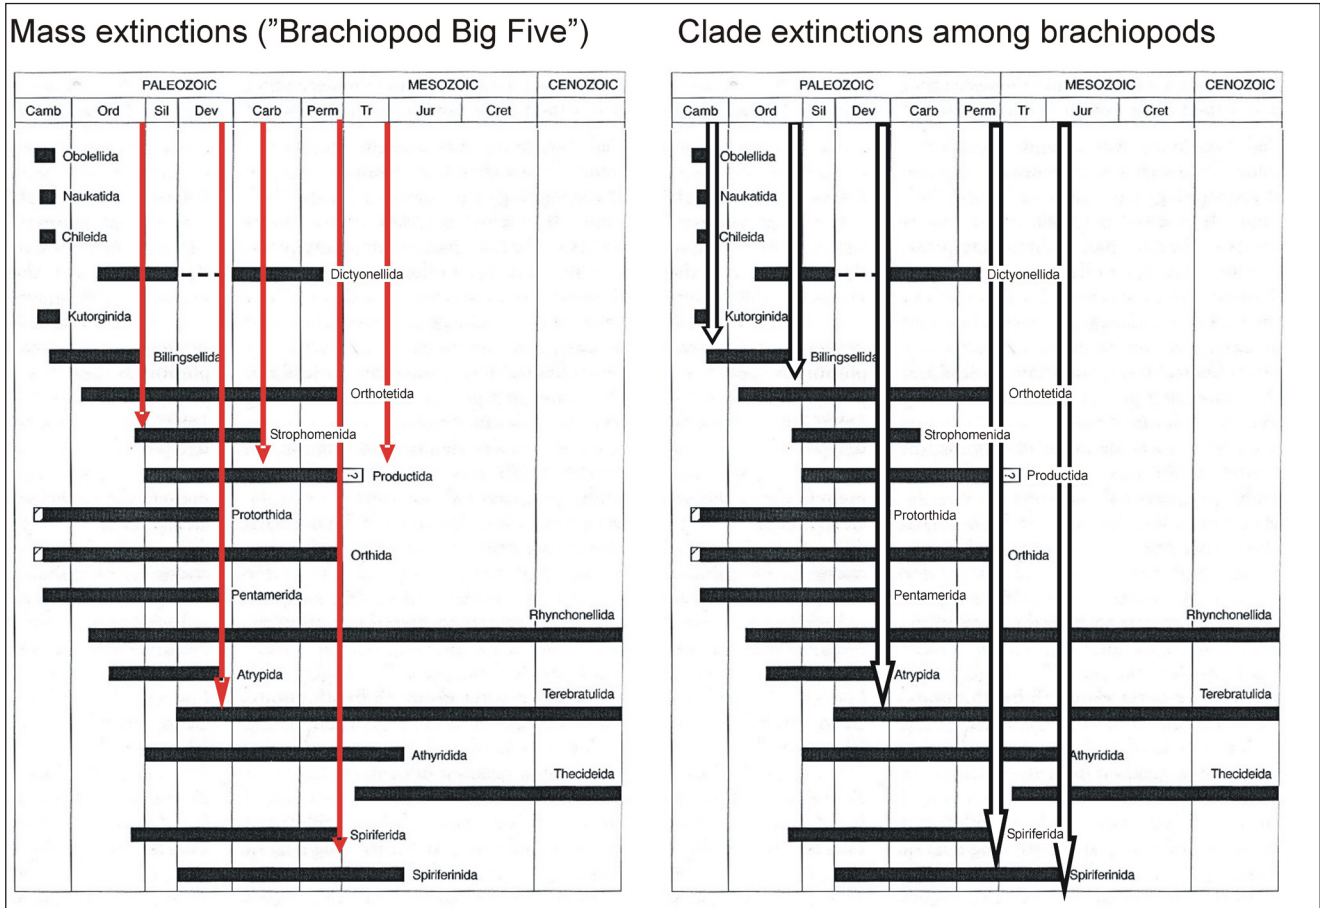 Mass extinctions (”Brachiopod Big Five”)
PALEOZOIC MESOZOIC CENOZOIC
Camb Ord Sil Dev Carb Perm Tr Jur Cret
Obolellida
Naukatida
Chileida
Dictyonellida
Kutorginida
Billingsellida
Orthotetida
Strophomenida
? Productida
Protorthida
Orthida
Pentamerida
Rhynchonellida
Atrypida
Terebratulida
Athyridida
Thecideida
Spiriferida
Spiriferinida
Clade extinctions among brachiopods
PALEOZOIC MESOZOIC CENOZOIC
Camb Ord Sil Dev Carb Perm Tr Jur Cret
Obolellida
Naukatida
Chileida
Dictyonellida
Kutorginida
Billingsellida
Orthotetida
Strophomenida
? Productida
Protorthida
Orthida
Pentamerida
Rhynchonellida
Atrypida
Terebratulida
Athyridida
Thecideida
Spiriferida
Spiriferinida